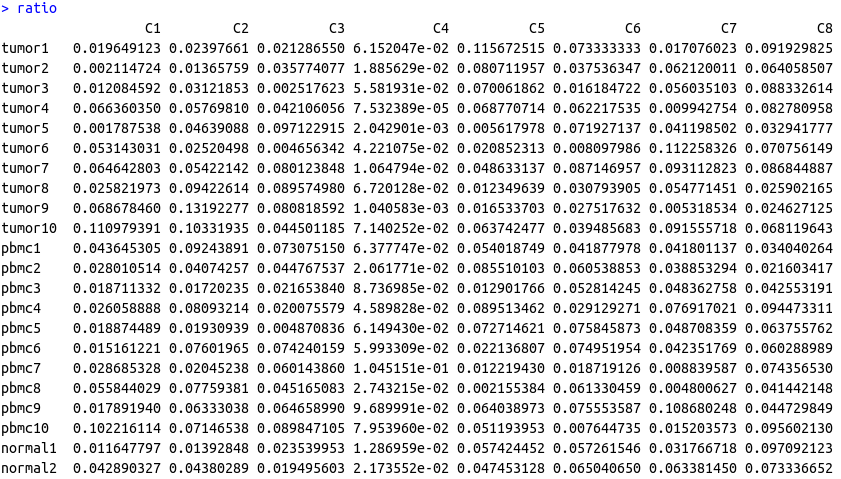 > ratio
C1 C2 C3 C4 C5 C6 C7 C8
tumor1 0.019649123 0.02397661 0.021286550 6.152047e-02 0.115672515 0.073333333 0.017076023 0.091929825
tumor2 0.002114724 0.01365759 0.035774077 1.885629e-02 0.080711957 0.037536347 0.062120011 0.064058507
tumor3 0.012084592 0.03121853 0.002517623 5.581931e-02 0.070061862 0.016184722 0.056035103 0.088332614
tumor4 0.066360350 0.05769810 0.042106056 7.532389e-05 0.068770714 0.062217535 0.009942754 0.082780958
tumor5 0.001787538 0.04639088 0.097122915 2.042901e-03 0.005617978 0.071927137 0.041198502 0.032941777
tumor6 0.053143031 0.02520498 0.004656342 4.221075e-02 0.020852313 0.008097986 0.112258326 0.070756149
tumor7 0.064642803 0.05422142 0.080123848 1.064794e-02 0.048633137 0.087146957 0.093112823 0.086844887
tumor8 0.025821973 0.09422614 0.089574980 6.720128e-02 0.012349639 0.030793905 0.054771451 0.025902165
tumor9 0.068678460 0.13192277 0.080818592 1.040583e-03 0.016533703 0.027517632 0.005318534 0.024627125
tumor10 0.110979391 0.10331935 0.044501185 7.140252e-02 0.063742477 0.039485683 0.091555718 0.068119643
pbmc1 0.043645305 0.09243891 0.073075150 6.377747e-02 0.054018749 0.041877978 0.041801137 0.034040264
pbmc2 0.028010514 0.04074257 0.044767537 2.061771e-02 0.085510103 0.060538853 0.038853294 0.021603417
pbmc3 0.018711332 0.01720235 0.021653840 8.736985e-02 0.012901766 0.052814245 0.048362758 0.042553191
pbmc4 0.026058888 0.08093214 0.020075579 4.589828e-02 0.089513462 0.029129271 0.076917021 0.094473311
pbmc5 0.018874489 0.01930939 0.004870836 6.149430e-02 0.072714621 0.075845873 0.048708359 0.063755762
pbmc6 0.015161221 0.07601965 0.074240159 5.993309e-02 0.022136807 0.074951954 0.042351769 0.060288989
pbmc7 0.028685328 0.02045238 0.060143860 1.045151e-01 0.012219430 0.018719126 0.008839587 0.074356530
pbmc8 0.055844029 0.07759381 0.045165083 2.743215e-02 0.002155384 0.061330459 0.004800627 0.041442148
pbmc9 0.017891940 0.06333038 0.064658990 9.689991e-02 0.064038973 0.075553587 0.108680248 0.044729849
pbmc10 0.102216114 0.07146538 0.089847105 7.953960e-02 0.051193953 0.007644735 0.015203573 0.095602130
normal1 0.011647797 0.01392848 0.023539953 1.286959e-02 0.057424452 0.057261546 0.031766718 0.097092123
normal2 0.042890327 0.04380289 0.019495603 2.173552e-02 0.047453128 0.065040650 0.063381450 0.073336652